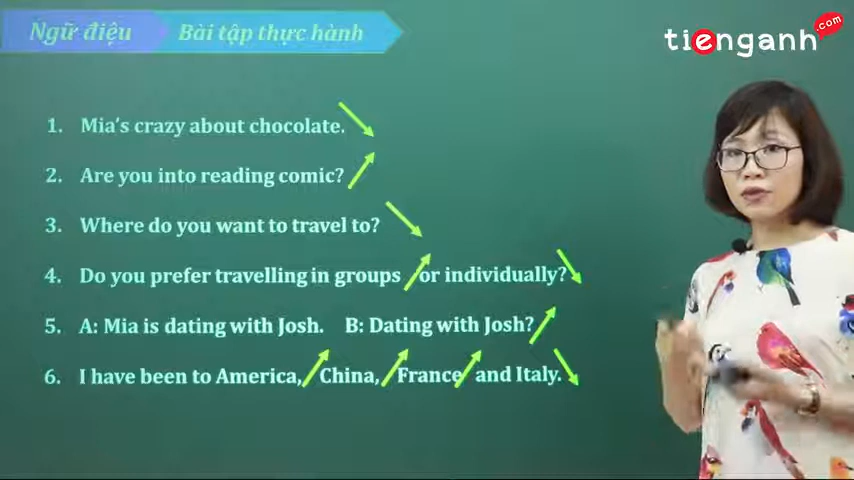 Ngữ điệu
Bài tập thực hành
tienganh.com
1. Mia's crazy about chocolate.
2. Are you into reading comic?
3. Where do you want to travel to?
4. Do you prefer travelling in groups or individually?
5. A: Mia is dating with Josh. B: Dating with Josh?
6. I have been to America, China, France and Italy.